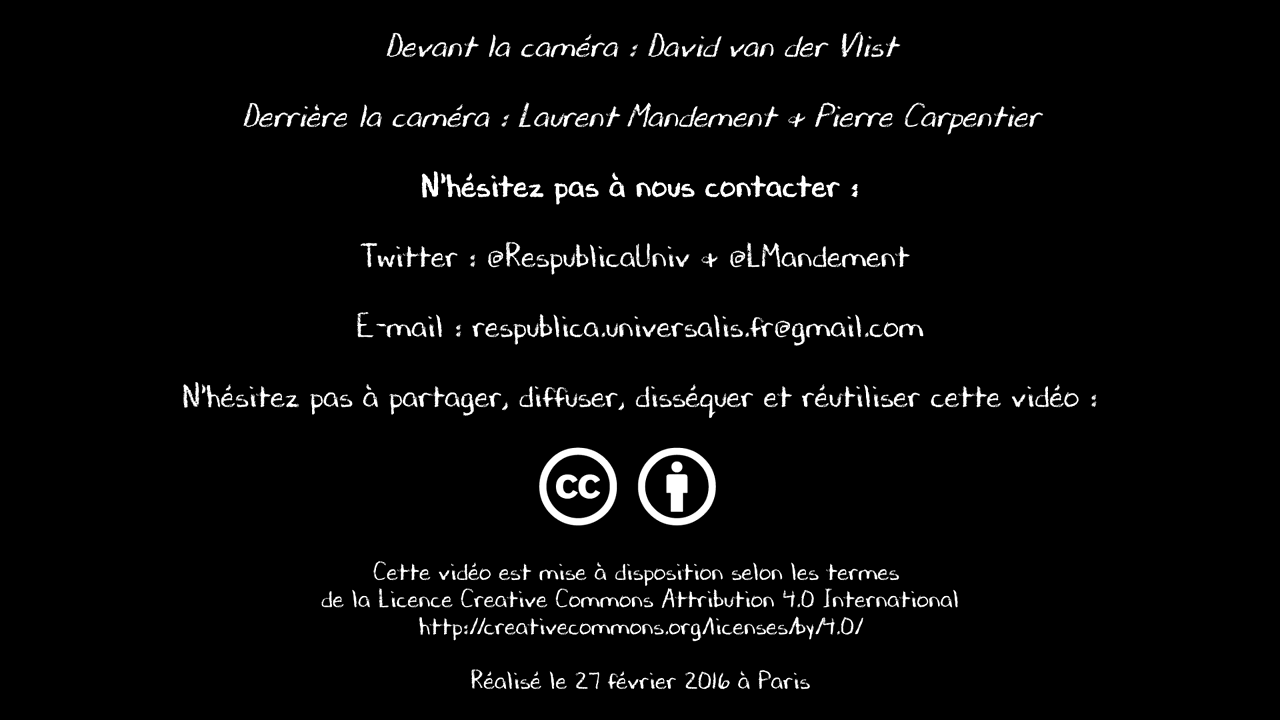 Devant la caméra : David van der Vlist
Derrière la caméra : Laurent Mandement + Pierre Carpentier
N'hésitez pas à nous contacter :
Twitter : @RespublicaUniv + @LMandement
E-mail : respublica.universalis.fr@gmail.com
N'hésitez pas à partager, diffuser, disséquer et réutiliser cette vidéo :
cc
Cette vidéo est mise à disposition selon les termes
de la Licence Creative Commons Attribution 4.0 International
http://creativecommons.org/licenses/by/4.0/
Réalisé le 27 février 2016 à Paris